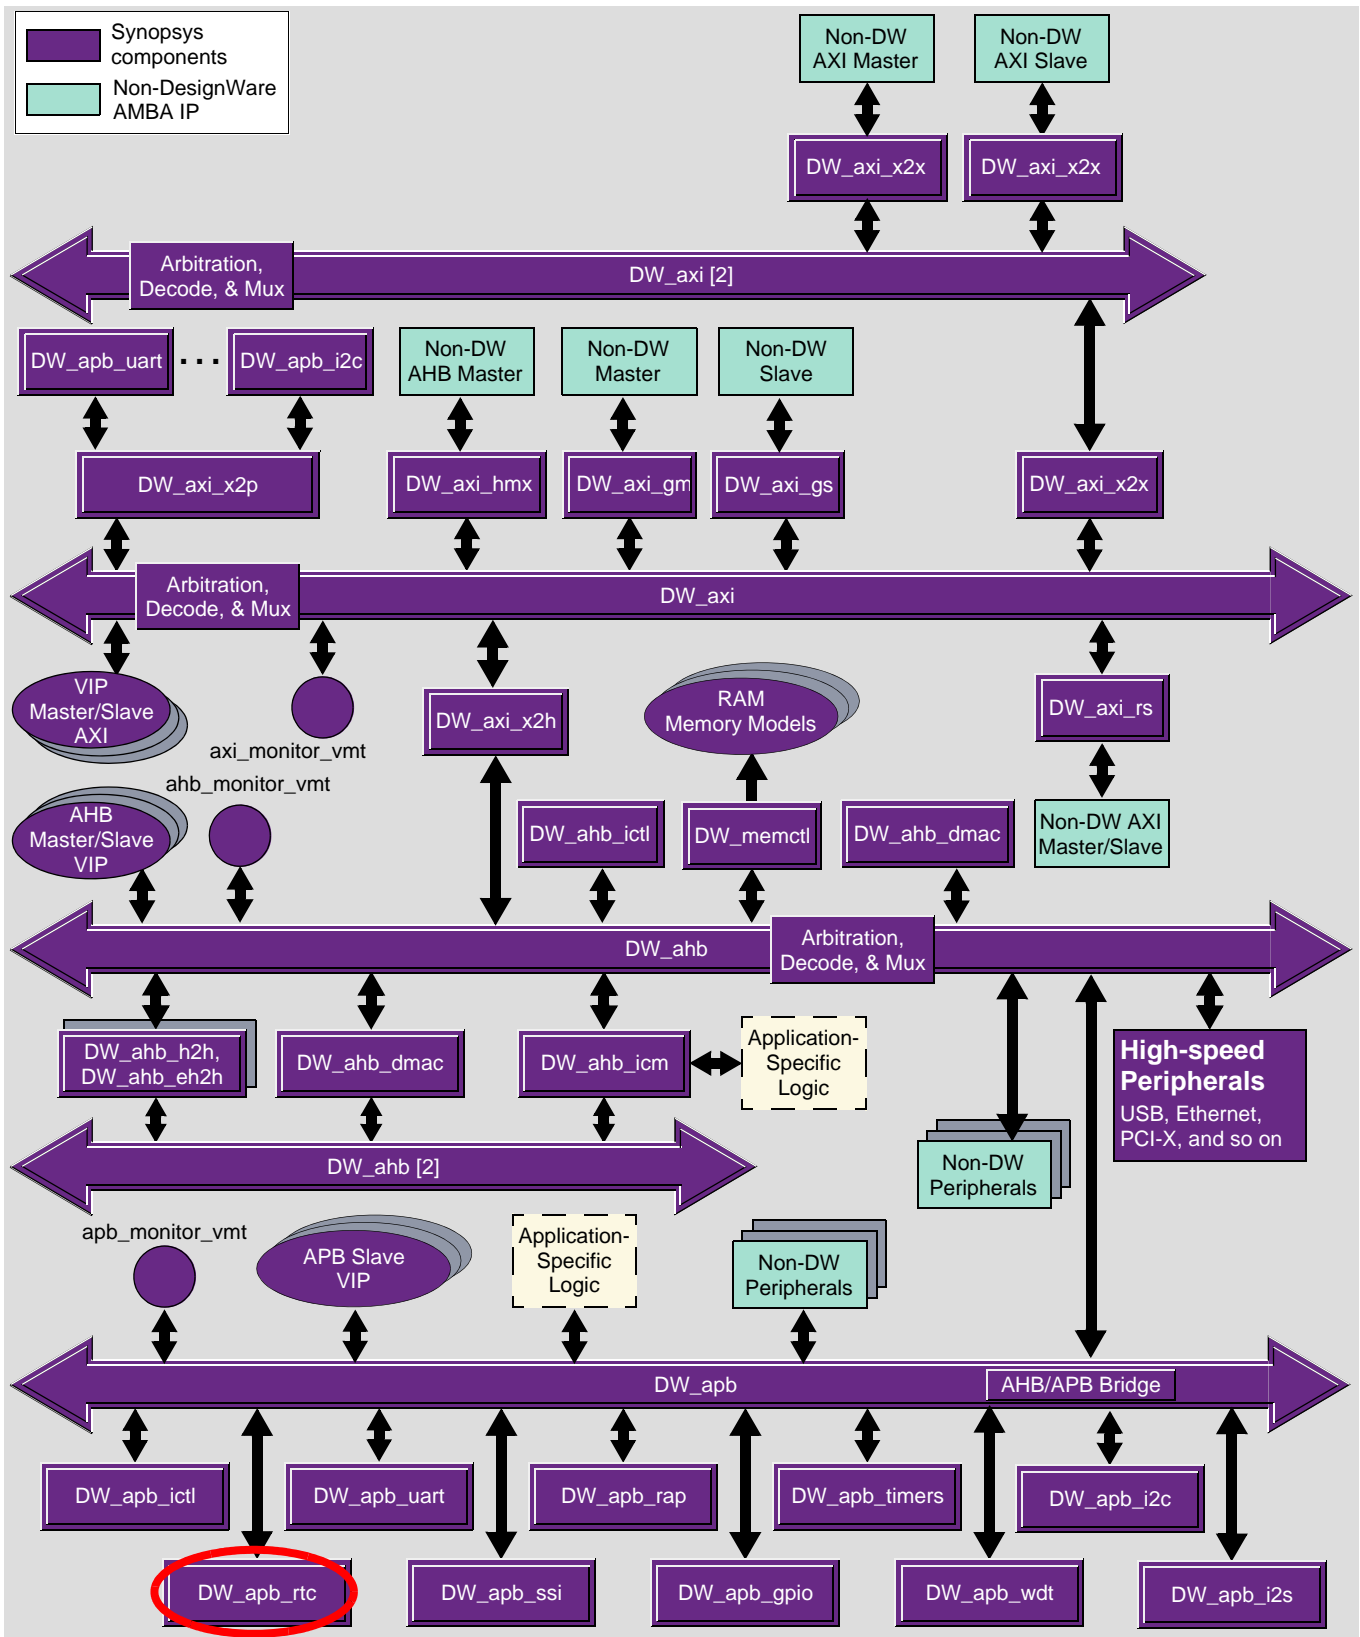 Synopsys
components
Non-DesignWare
AMBA IP
Non-DW
AXI Master
Non-DW
AXI Slave
DW_axi_x2x
DW_axi_x2x
Arbitration,
Decode, & Mux
DW_axi [2]
DW_apb_uart
. . .
DW_apb_i2c
Non-DW
AHB Master
Non-DW
Master
Non-DW
Slave
DW_axi_x2p
DW_axi_hmx
DW_axi_gm
DW_axi_gs
DW_axi_x2x
Arbitration,
Decode, & Mux
DW_axi
VIP
Master/Slave
AXI
axi_monitor_vmt
DW_axi_x2h
RAM
Memory Models
DW_axi_rs
ahb_monitor_vmt
AHB
Master/Slave
VIP
DW_ahb_ictl
DW_memctl
DW_ahb_dmac
Non-DW AXI
Master/Slave
DW_ahb
Arbitration,
Decode, & Mux
DW_ahb_h2h,
DW_ahb_eh2h
DW_ahb_dmac
DW_ahb_icm
Application-
Specific
Logic
High-speed
Peripherals
USB, Ethernet,
PCI-X, and so on
DW_ahb [2]
Non-DW
Peripherals
apb_monitor_vmt
APB Slave
VIP
Application-
Specific
Logic
Non-DW
Peripherals
DW_apb
AHB/APB Bridge
DW_apb_ictl
DW_apb_uart
DW_apb_rap
DW_apb_timers
DW_apb_i2c
DW_apb_rtc
DW_apb_ssi
DW_apb_gpio
DW_apb_wdt
DW_apb_i2s